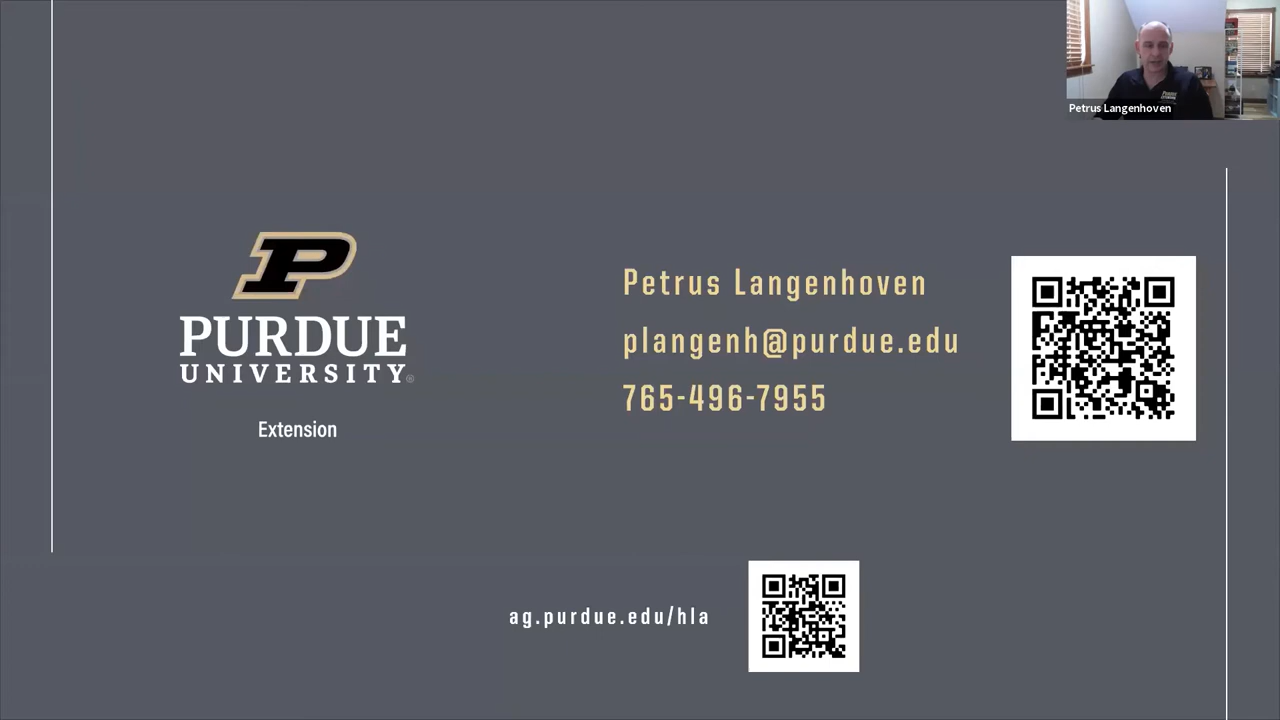 Petrus Langenhoven
P
PURDUE
UNIVERSITY®
Extension
Petrus Langenhoven
plangenh@purdue.edu
765-496-7955
ag.purdue.edu/hla